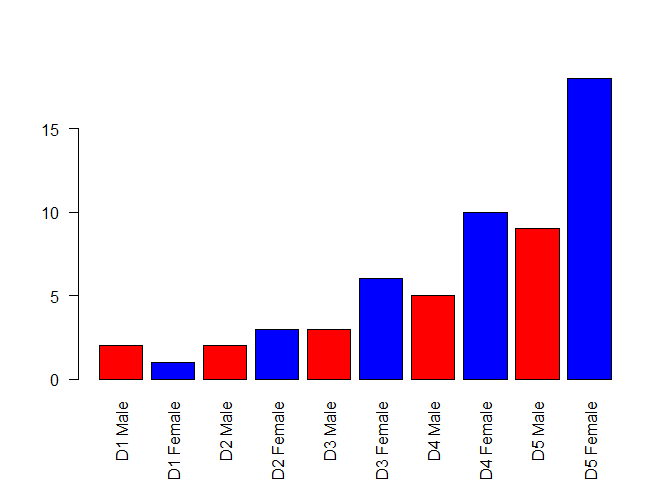 15
10
5
0
D1 Male
D1 Female
D2 Male
D2 Female
D3 Male
D3 Female
D4 Male
D4 Female
D5 Male
D5 Female